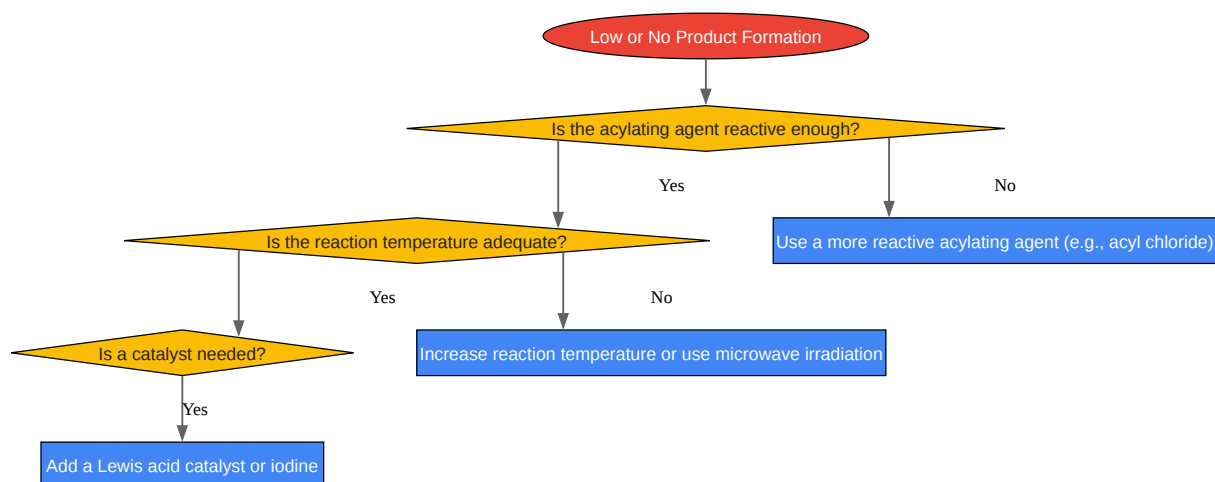 Low or No Product Formation
Is the acylating agent reactive enough?
Yes
No
Is the reaction temperature adequate?
Use a more reactive acylating agent (e.g., acyl chloride)
Yes
No
Is a catalyst needed?
Increase reaction temperature or use microwave irradiation
Yes
Add a Lewis acid catalyst or iodine